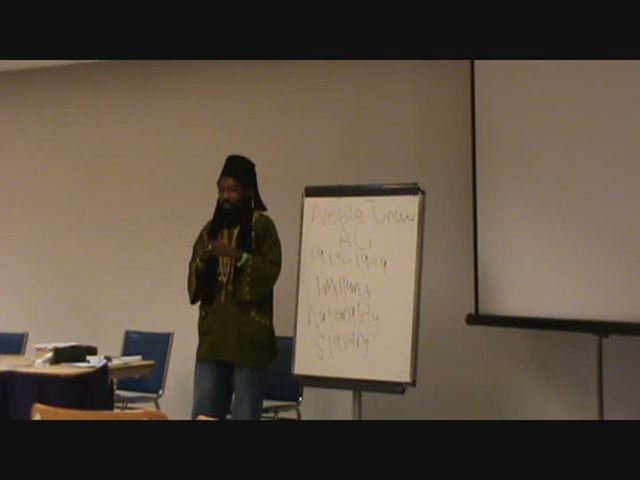 Noble Drew
ALI
1913-1929
1 million +
Nationality
Slavery?